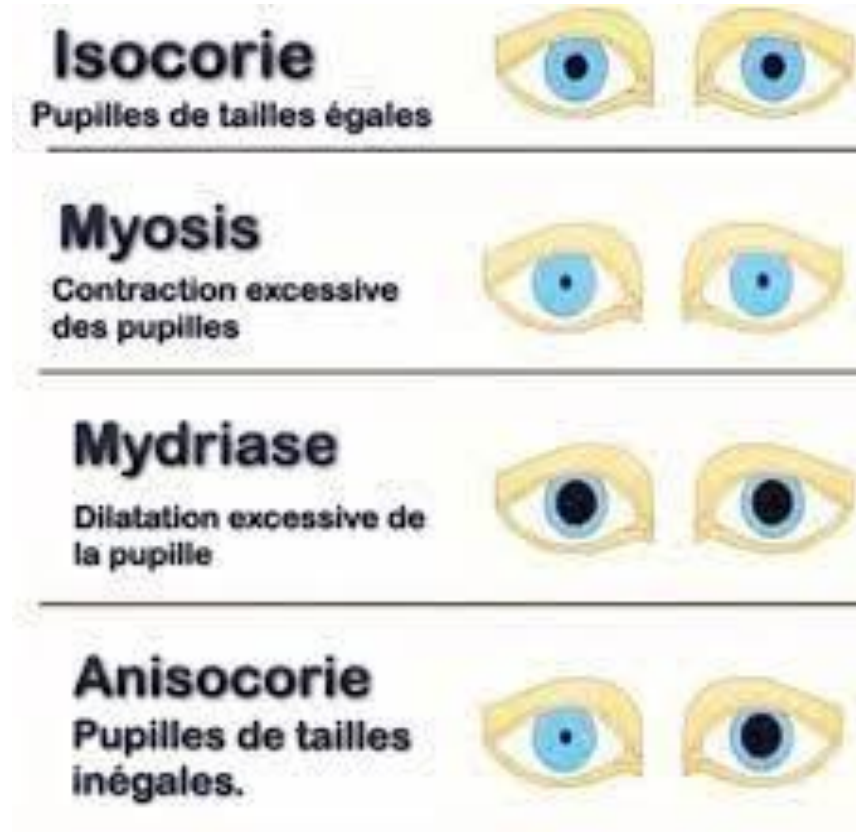 Isocorie
Pupilles de tailles égales
Myosis
Contraction excessive
des pupilles
Mydriase
Dilatation excessive de
la pupille
Anisocorie
Pupilles de tailles
inégales.